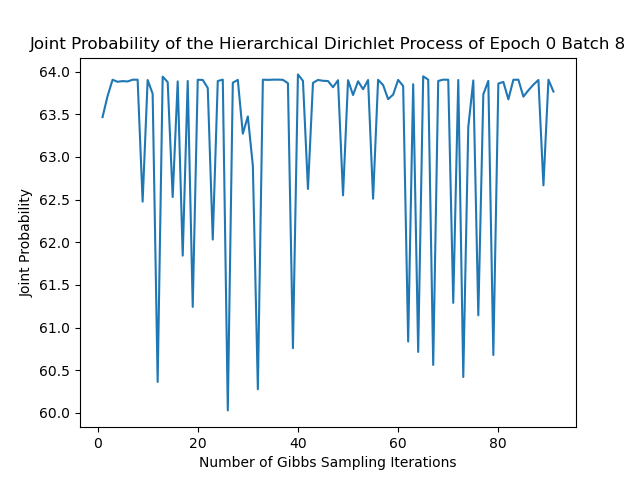 Joint Probability of the Hierarchical Dirichlet Process of Epoch 0 Batch 8
64.0
63.5
63.0
62.5
62.0
61.5
61.0
60.5
60.0
Joint Probability
0 20 40 60 80
Number of Gibbs Sampling Iterations